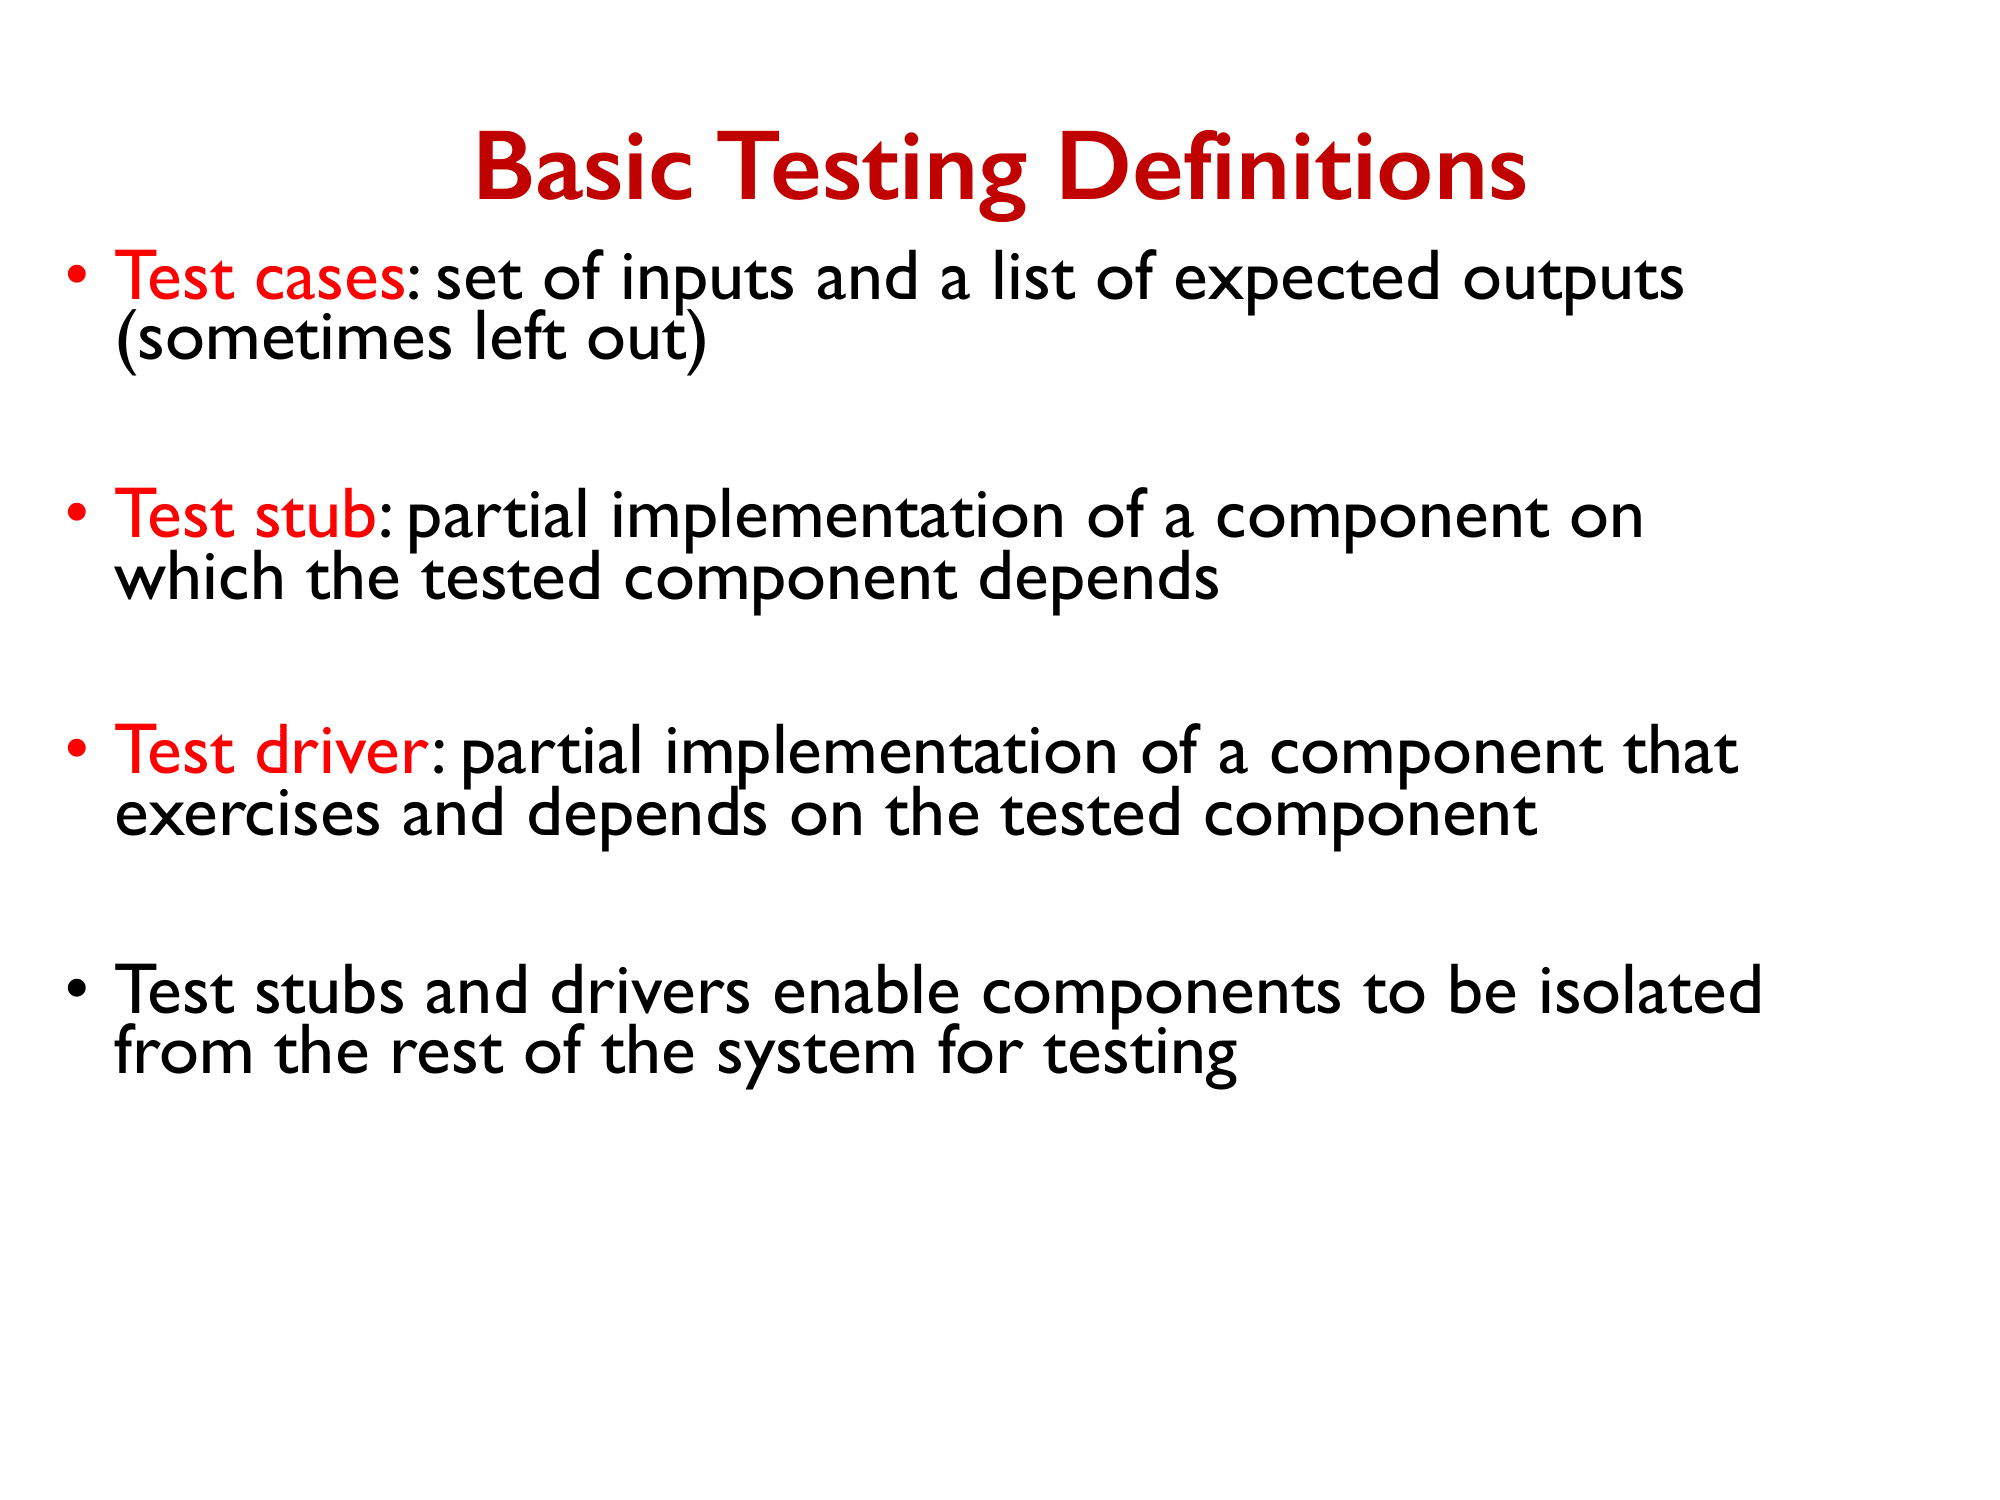 Basic Testing Definitions
• Test cases: set of inputs and a list of expected outputs
(sometimes left out)
• Test stub: partial implementation of a component on
which the tested component depends
• Test driver: partial implementation of a component that
exercises and depends on the tested component
• Test stubs and drivers enable components to be isolated
from the rest of the system for testing